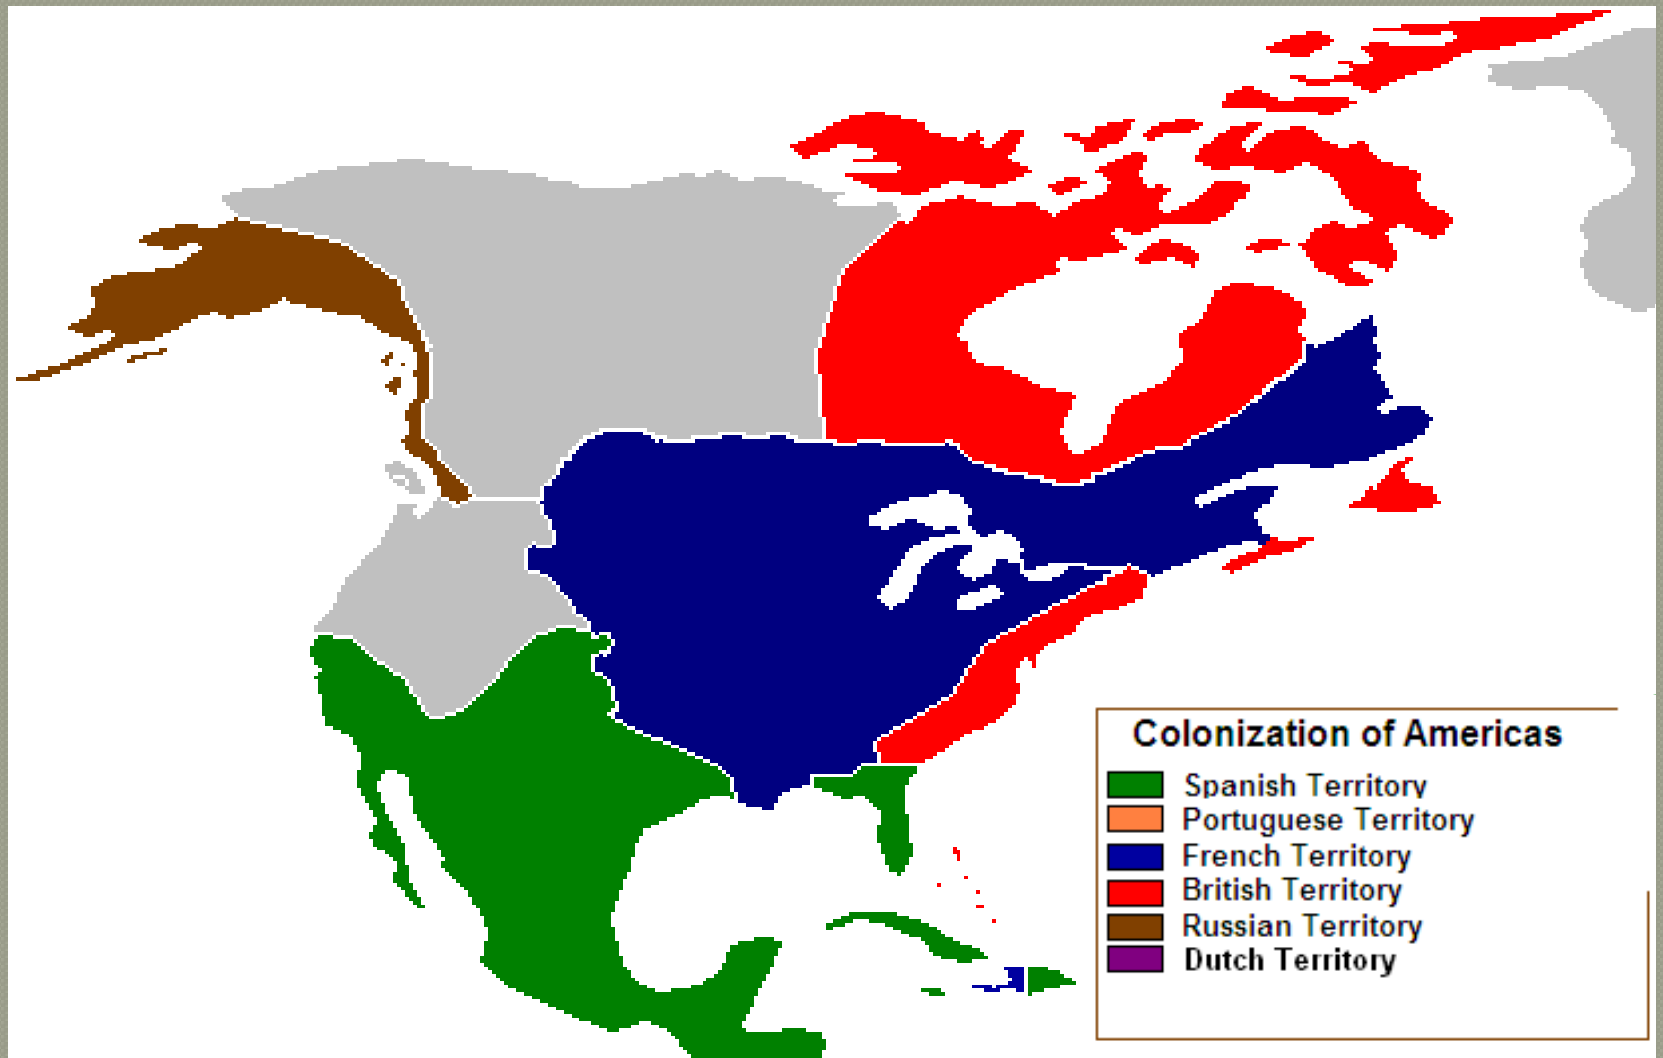 Colonization of Americas
Spanish Territory
Portuguese Territory
French Territory
British Territory
Russian Territory
Dutch Territory